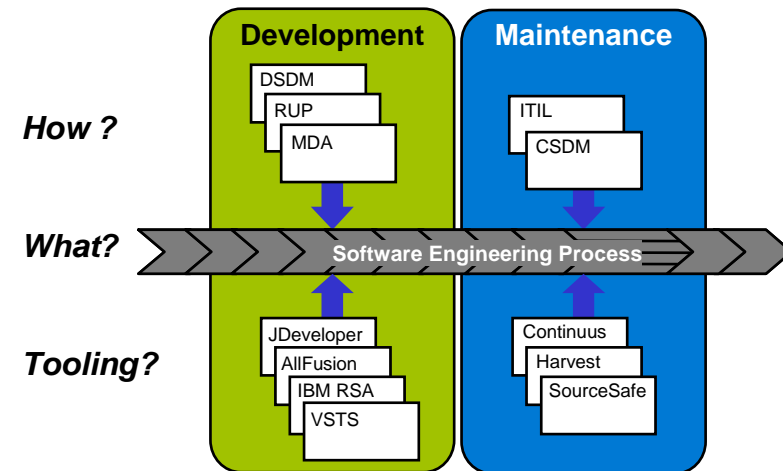 Development
Maintenance
How ?
DSDM
RUP
MDA
ITIL
CSDM
What?
Software Engineering Process
Tooling?
JDeveloper
AllFusion
IBM RSA
VSTS
Continuus
Harvest
SourceSafe